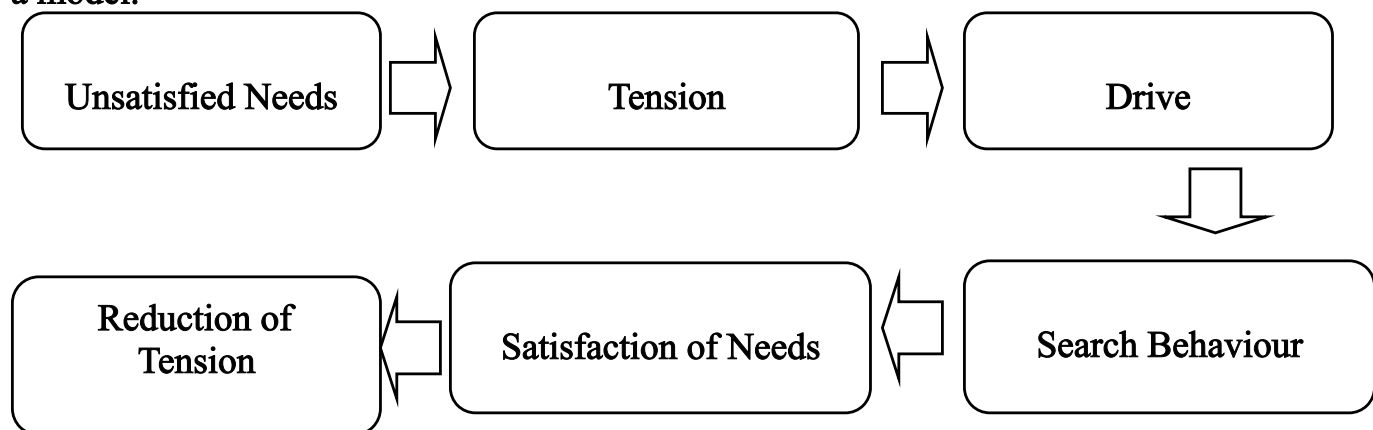 a model.
Unsatisfied Needs
Tension
Drive
Reduction of
Tension
Satisfaction of Needs
Search Behaviour